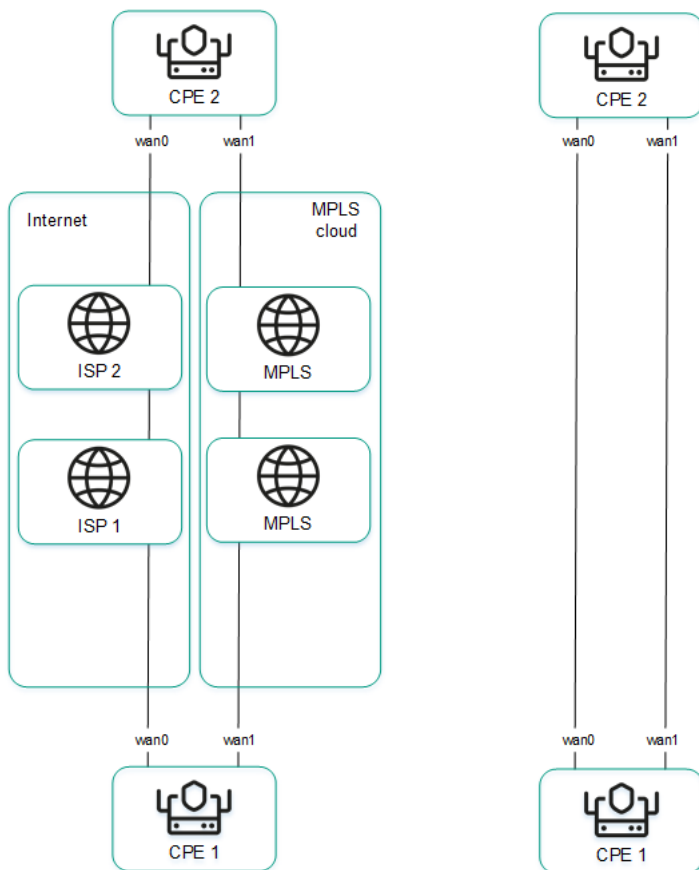 CPE 2
wan0
wan1
Internet
MPLS
cloud
ISP 2
MPLS
ISP 1
MPLS
wan0
wan1
CPE 1
CPE 2
wan0
wan1
wan0
wan1
CPE 1